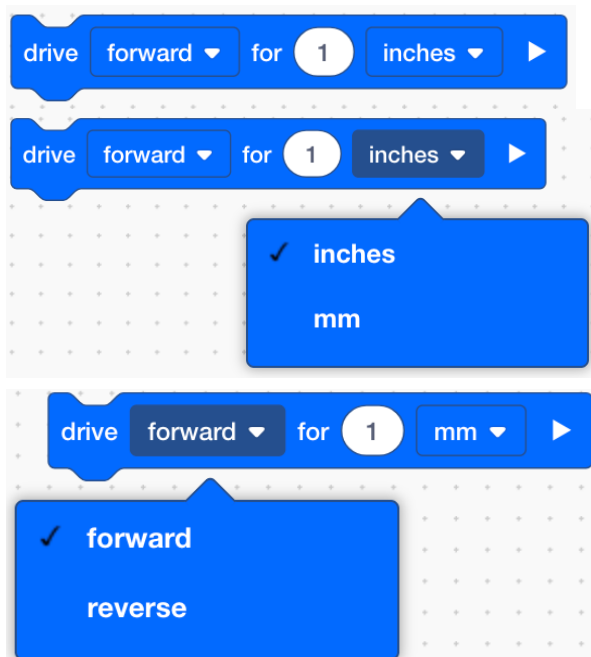 drive forward for 1 inches
drive forward for 1 inches
inches
mm
drive forward for 1 mm
forward
reverse